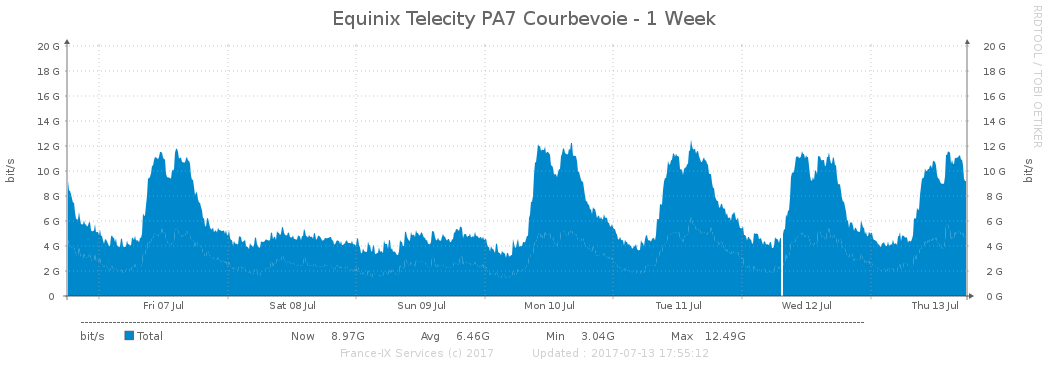 Equinix Telecity PA7 Courbevoie - 1 Week
RRDTOOL / TOBI OETIKER
20 G 20 G
18 G 18 G
16 G 16 G
14 G 14 G
12 G 12 G
10 G 10 G
8 G 8 G
6 G 6 G
4 G 4 G
2 G 2 G
0 0 G
bit/s
bit/s
Fri 07 Jul Sat 08 Jul Sun 09 Jul Mon 10 Jul Tue 11 Jul Wed 12 Jul Thu 13 Jul
bit/s Total Now 8.97G Avg 6.46G Min 3.04G Max 12.49G
France-IX Services (c) 2017 Updated : 2017-07-13 17:55:12